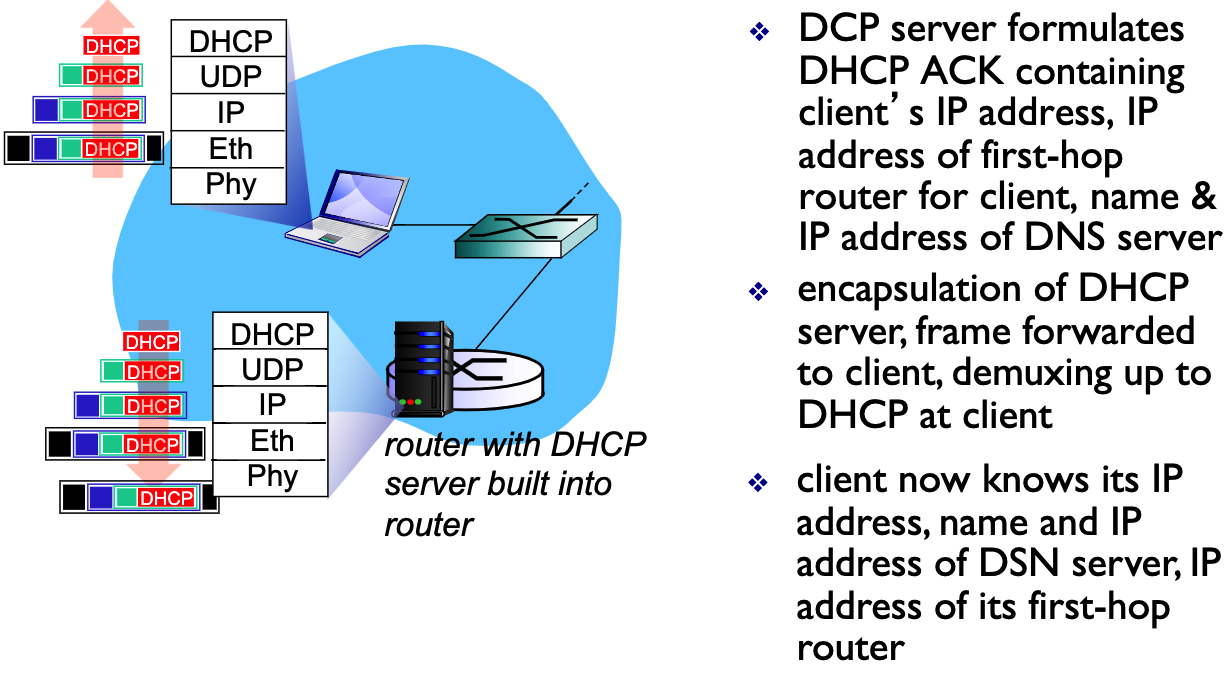 DHCP
DHCP
DHCP
DHCP
DHCP
UDP
IP
Eth
Phy
DHCP
DHCP
DHCP
DHCP
DHCP
DHCP
UDP
IP
Eth
Phy
router with DHCP
server built into
router
❖ DCP server formulates
DHCP ACK containing
client’ s IP address, IP
address of first-hop
router for client, name &
IP address of DNS server
❖ encapsulation of DHCP
server, frame forwarded
to client, demuxing up to
DHCP at client
❖ client now knows its IP
address, name and IP
address of DSN server, IP
address of its first-hop
router